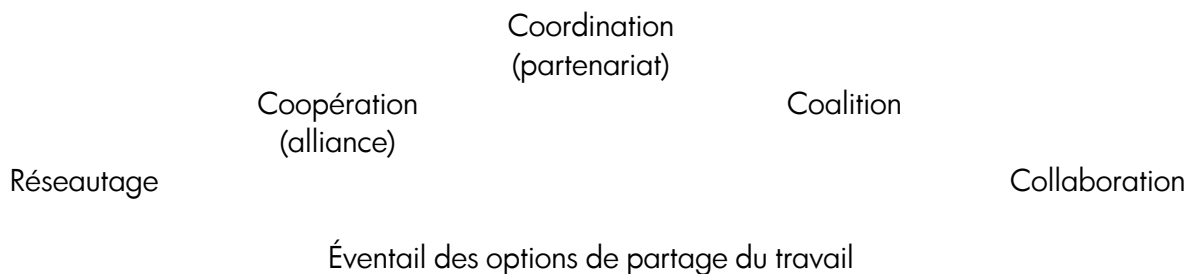 Coordination
(partenariat)
Coopération
(alliance)
Coalition
Réseautage
Collaboration
Éventail des options de partage du travail